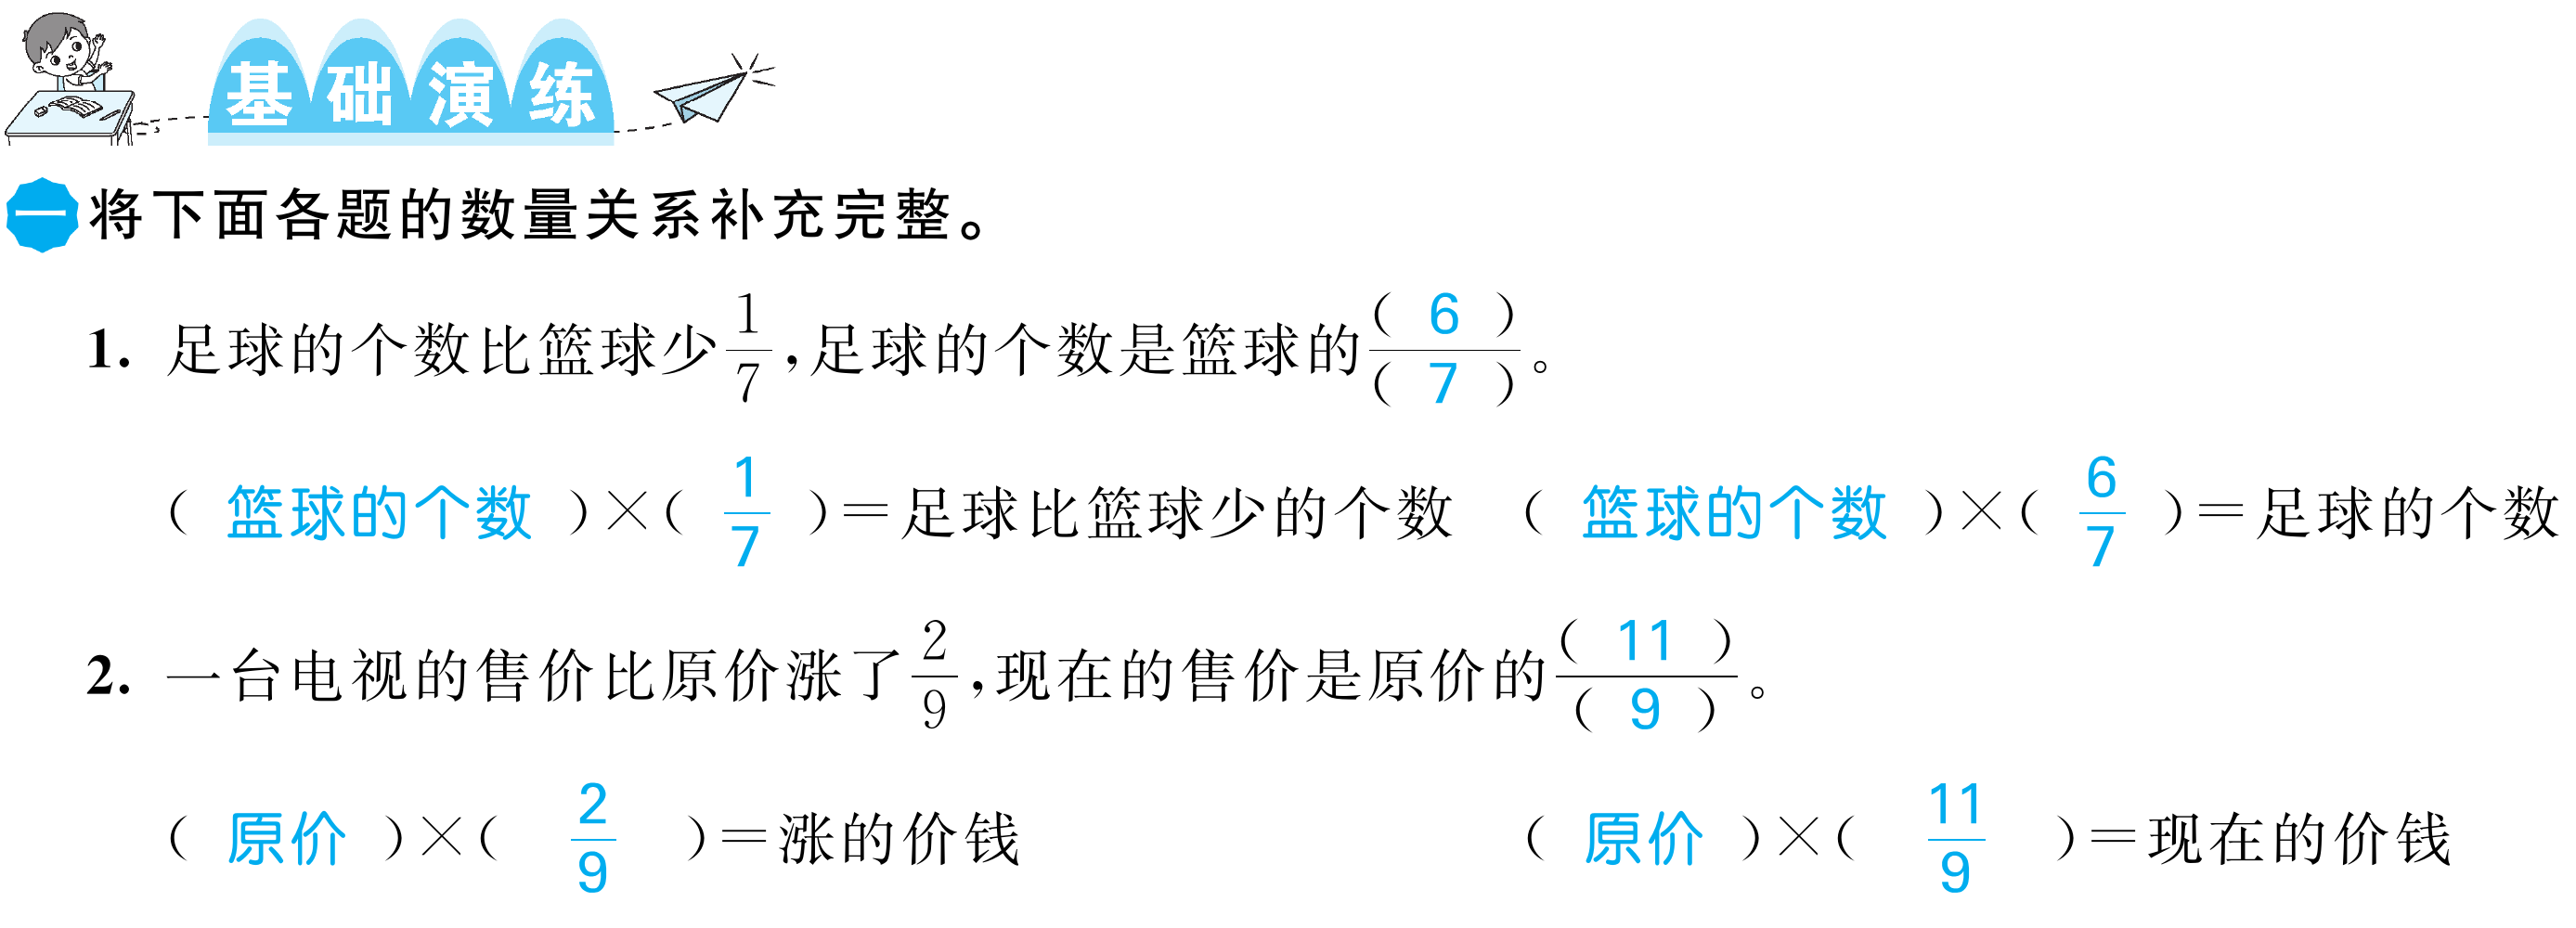 基础演练
一 将下面各题的数量关系补充完整。
1. 足球的个数比篮球少1/7,足球的个数是篮球的( 6 )/( 7 )。
( 篮球的个数 )×( 1/7 )=足球比篮球少的个数 ( 篮球的个数 )×( 6/7 )=足球的个数
2. 一台电视的售价比原价涨了2/9,现在的售价是原价的( 11 )/( 9 )。
( 原价 )×( 2/9 )=涨的价钱 ( 原价 )×( 11/9 )=现在的价钱